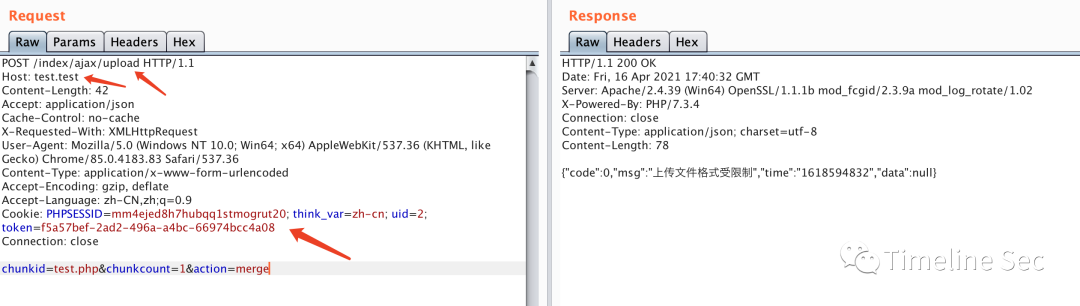 Request
Raw Params Headers Hex
POST /index/ajax/upload HTTP/1.1
Host: test.test
Content-Length: 42
Accept: application/json
Cache-Control: no-cache
X-Requested-With: XMLHttpRequest
User-Agent: Mozilla/5.0 (Windows NT 10.0; Win64; x64) AppleWebKit/537.36 (KHTML, like
Gecko) Chrome/85.0.4183.83 Safari/537.36
Content-Type: application/x-www-form-urlencoded
Accept-Encoding: gzip, deflate
Accept-Language: zh-CN,zh;q=0.9
Cookie: PHPSESSID=mm4ejed8h7hubqq1stmogrut20; think_var=zh-cn; uid=2;
token=f5a57bef-2ad2-496a-a4bc-66974bcc4a08
Connection: close
chunkid=test.php&chunkcount=1&action=merge
Response
Raw Headers Hex
HTTP/1.1 200 OK
Date: Fri, 16 Apr 2021 17:40:32 GMT
Server: Apache/2.4.39 (Win64) OpenSSL/1.1.1b mod_fcgid/2.3.9a mod_log_rotate/1.02
X-Powered-By: PHP/7.3.4
Connection: close
Content-Type: application/json; charset=utf-8
Content-Length: 78
{"code":0,"msg":"上传文件格式受限制","time":"1618594832","data":null}
Timeline Sec